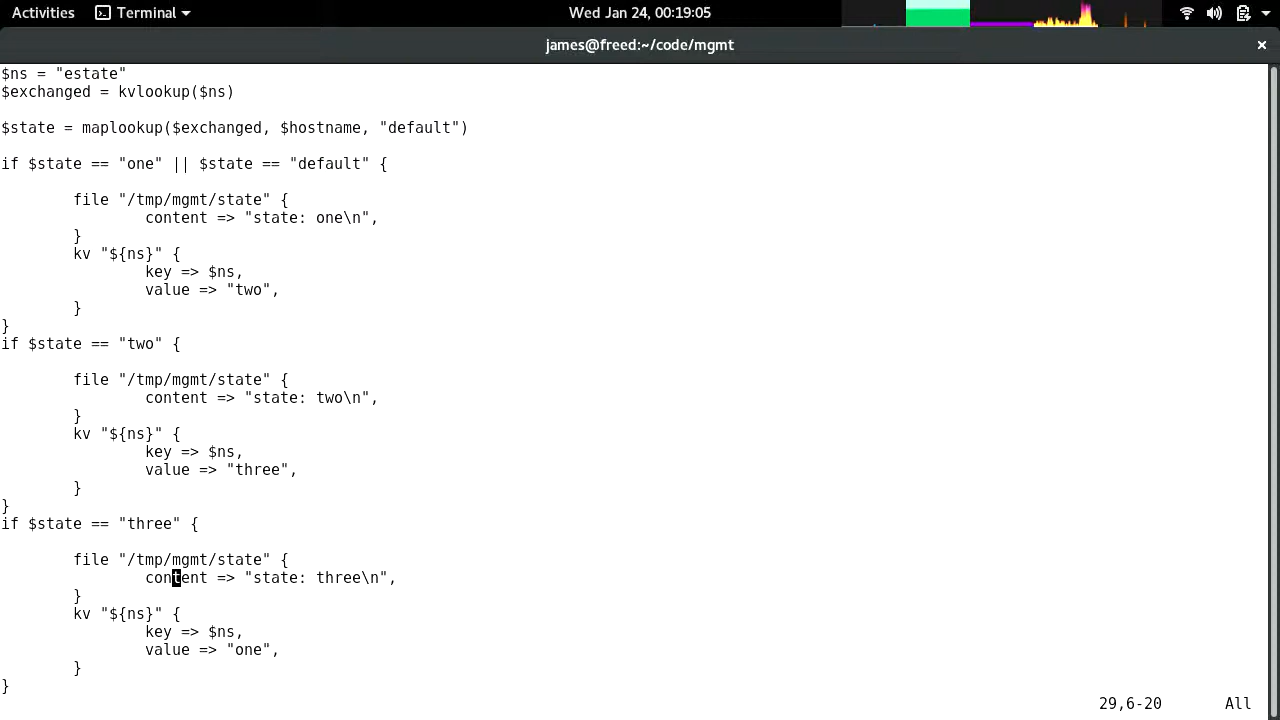 Activities Terminal Wed Jan 24, 00:19:05
james@freed:~/code/mgmt ×
$ns = "estate"
$exchanged = kvlookup($ns)
$state = maplookup($exchanged, $hostname, "default")
if $state == "one" || $state == "default" {
file "/tmp/mgmt/state" {
content => "state: one\n",
}
kv "${ns}" {
key => $ns,
value => "two",
}
}
if $state == "two" {
file "/tmp/mgmt/state" {
content => "state: two\n",
}
kv "${ns}" {
key => $ns,
value => "three",
}
}
if $state == "three" {
file "/tmp/mgmt/state" {
content => "state: three\n",
}
kv "${ns}" {
key => $ns,
value => "one",
}
}
29,6-20 All